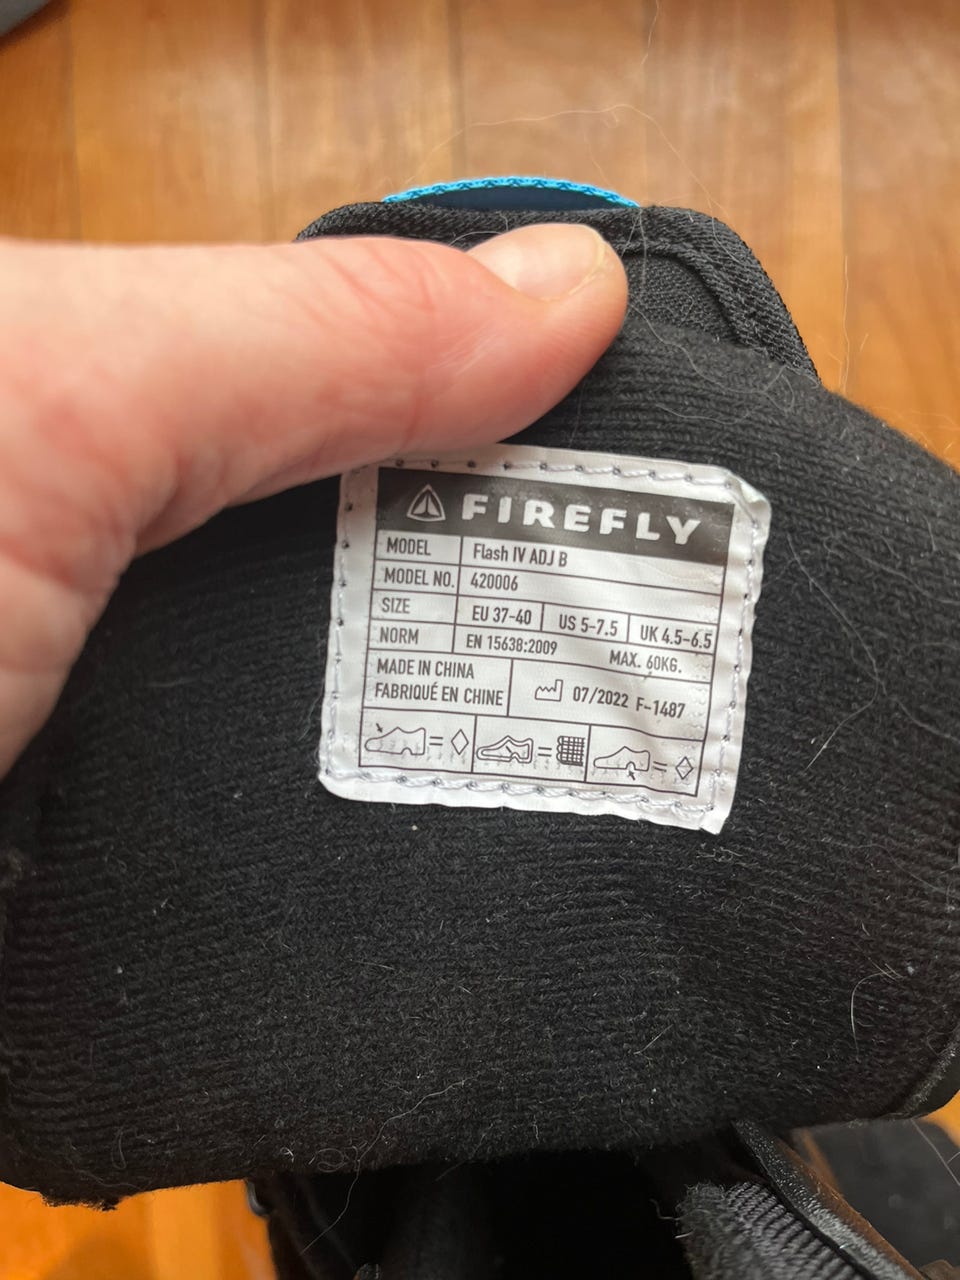 FIREFLY
MODEL Flash IV ADJ B
MODEL NO. 420006
SIZE EU 37-40 US 5-7.5 UK 4.5-6.5
NORM EN 15638:2009 MAX. 60KG.
MADE IN CHINA
FABRIQUÉ EN CHINE
07/2022 F-1487
= =  =